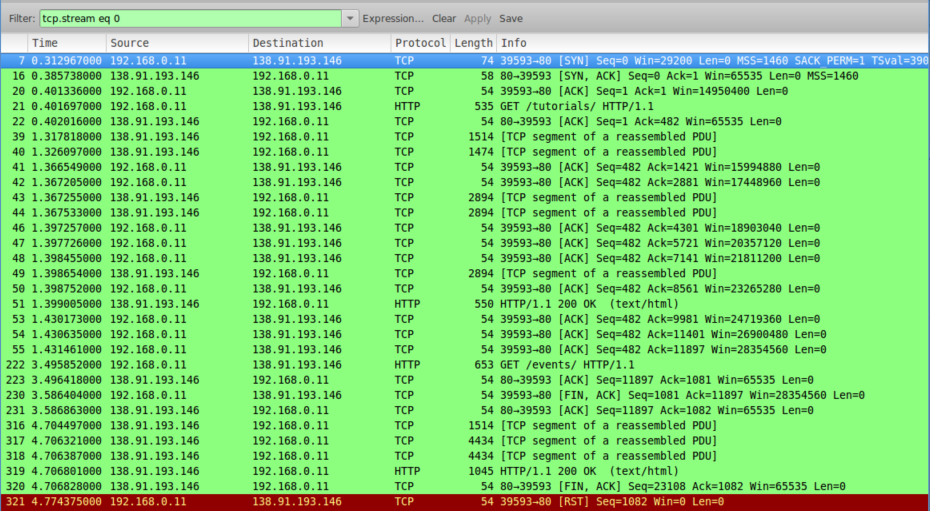 Filter: tcp.stream eq 0 Expression... Clear Apply Save
Time Source Destination Protocol Length Info
7 0.312967000 192.168.0.11 138.91.193.146 TCP 74 39593→80 [SYN] Seq=0 Win=29200 Len=0 MSS=1460 SACK_PERM=1 TSval=390
16 0.385738000 138.91.193.146 192.168.0.11 TCP 58 80→39593 [SYN, ACK] Seq=0 Ack=1 Win=65535 Len=0 MSS=1460
20 0.401336000 192.168.0.11 138.91.193.146 TCP 54 39593→80 [ACK] Seq=1 Ack=1 Win=14950400 Len=0
21 0.401697000 192.168.0.11 138.91.193.146 HTTP 535 GET /tutorials/ HTTP/1.1
22 0.402016000 138.91.193.146 192.168.0.11 TCP 54 80→39593 [ACK] Seq=1 Ack=482 Win=65535 Len=0
39 1.317818000 138.91.193.146 192.168.0.11 TCP 1514 [TCP segment of a reassembled PDU]
40 1.326097000 138.91.193.146 192.168.0.11 TCP 1474 [TCP segment of a reassembled PDU]
41 1.366549000 192.168.0.11 138.91.193.146 TCP 54 39593→80 [ACK] Seq=482 Ack=1421 Win=15994880 Len=0
42 1.367205000 192.168.0.11 138.91.193.146 TCP 54 39593→80 [ACK] Seq=482 Ack=2881 Win=17448960 Len=0
43 1.367255000 138.91.193.146 192.168.0.11 TCP 2894 [TCP segment of a reassembled PDU]
44 1.367533000 138.91.193.146 192.168.0.11 TCP 2894 [TCP segment of a reassembled PDU]
46 1.397257000 192.168.0.11 138.91.193.146 TCP 54 39593→80 [ACK] Seq=482 Ack=4301 Win=18903040 Len=0
47 1.397726000 192.168.0.11 138.91.193.146 TCP 54 39593→80 [ACK] Seq=482 Ack=5721 Win=20357120 Len=0
48 1.398455000 192.168.0.11 138.91.193.146 TCP 54 39593→80 [ACK] Seq=482 Ack=7141 Win=21811200 Len=0
49 1.398654000 138.91.193.146 192.168.0.11 TCP 2894 [TCP segment of a reassembled PDU]
50 1.398752000 192.168.0.11 138.91.193.146 TCP 54 39593→80 [ACK] Seq=482 Ack=8561 Win=23265280 Len=0
51 1.399005000 138.91.193.146 192.168.0.11 HTTP 550 HTTP/1.1 200 OK (text/html)
53 1.430173000 192.168.0.11 138.91.193.146 TCP 54 39593→80 [ACK] Seq=482 Ack=9981 Win=24719360 Len=0
54 1.430635000 192.168.0.11 138.91.193.146 TCP 54 39593→80 [ACK] Seq=482 Ack=11401 Win=26900480 Len=0
55 1.431461000 192.168.0.11 138.91.193.146 TCP 54 39593→80 [ACK] Seq=482 Ack=11897 Win=28354560 Len=0
222 3.495852000 192.168.0.11 138.91.193.146 HTTP 653 GET /events/ HTTP/1.1
223 3.496418000 138.91.193.146 192.168.0.11 TCP 54 80→39593 [ACK] Seq=11897 Ack=1081 Win=65535 Len=0
230 3.586404000 192.168.0.11 138.91.193.146 TCP 54 39593→80 [FIN, ACK] Seq=1081 Ack=11897 Win=28354560 Len=0
231 3.586863000 138.91.193.146 192.168.0.11 TCP 54 80→39593 [ACK] Seq=11897 Ack=1082 Win=65535 Len=0
316 4.704497000 138.91.193.146 192.168.0.11 TCP 1514 [TCP segment of a reassembled PDU]
317 4.706321000 138.91.193.146 192.168.0.11 TCP 4434 [TCP segment of a reassembled PDU]
318 4.706387000 138.91.193.146 192.168.0.11 TCP 4434 [TCP segment of a reassembled PDU]
319 4.706801000 138.91.193.146 192.168.0.11 HTTP 1045 HTTP/1.1 200 OK (text/html)
320 4.706828000 138.91.193.146 192.168.0.11 TCP 54 80→39593 [FIN, ACK] Seq=23108 Ack=1082 Win=65535 Len=0
321 4.774375000 192.168.0.11 138.91.193.146 TCP 54 39593→80 [RST] Seq=1082 Win=0 Len=0